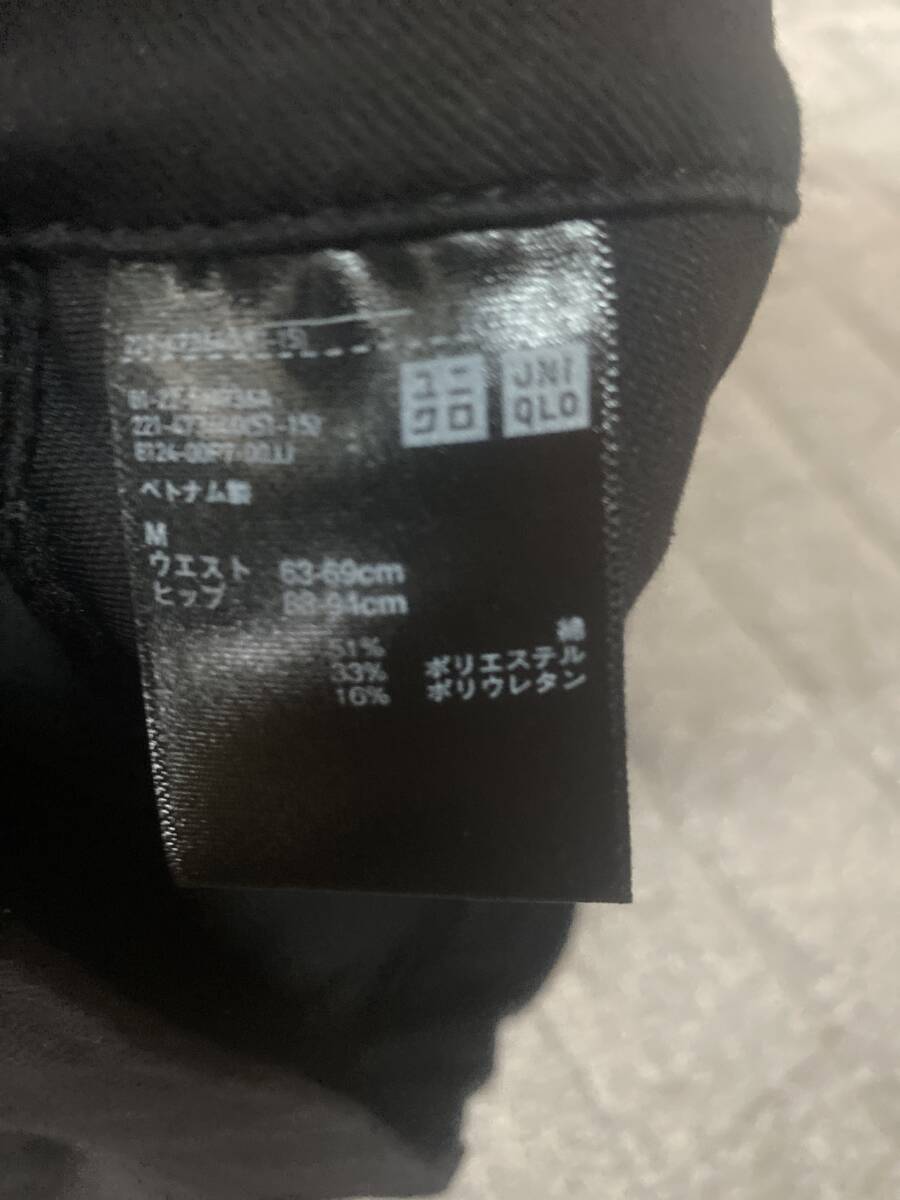 ユニ
クロ
UNI
QLO
ベトナム製
M
ウエスト 63-69cm
ヒップ 88-94cm
51% 綿
33% ポリエステル
16% ポリウレタン